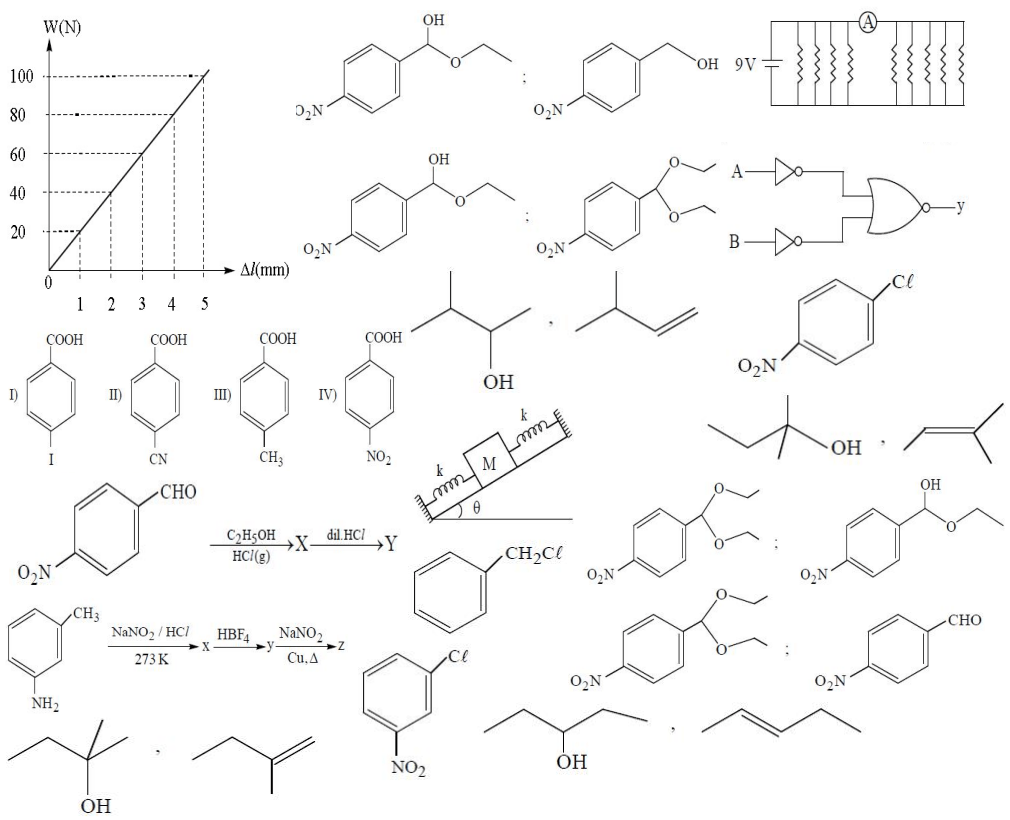 W(N)
100
80
60
40
20
0
1 2 3 4 5
Δl(mm)
OH
O
O₂N
;
OH
O₂N
9V
A
OH
O
O₂N
;
O
O
O₂N
A
B
y
OH
,
Cℓ
O₂N
I)
COOH
I
II)
COOH
CN
III)
COOH
CH₃
IV)
COOH
NO₂
k
M
k
θ
OH
,
CHO
O₂N
C₂H₅OH
HCl(g)
X
dil.HCl
Y
CH₂Cℓ
O
O
O₂N
;
OH
O
O₂N
CH₃
NH₂
NaNO₂ / HCl
273 K
x
HBF₄
y
NaNO₂
Cu, Δ
z
Cℓ
NO₂
O
O
O₂N
;
CHO
O₂N
OH
,
OH
,